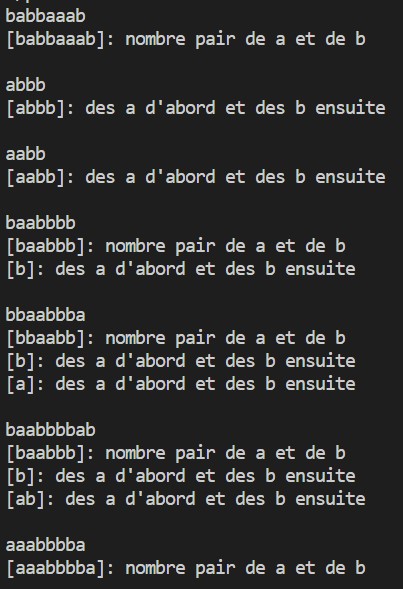 babbaaab
[babbaaab]: nombre pair de a et de b
abbb
[abbb]: des a d'abord et des b ensuite
aabb
[aabb]: des a d'abord et des b ensuite
baabbbb
[baabbb]: nombre pair de a et de b
[b]: des a d'abord et des b ensuite
bbaabbba
[bbaabb]: nombre pair de a et de b
[b]: des a d'abord et des b ensuite
[a]: des a d'abord et des b ensuite
baabbbbab
[baabbb]: nombre pair de a et de b
[b]: des a d'abord et des b ensuite
[ab]: des a d'abord et des b ensuite
aaabbbba
[aaabbbba]: nombre pair de a et de b